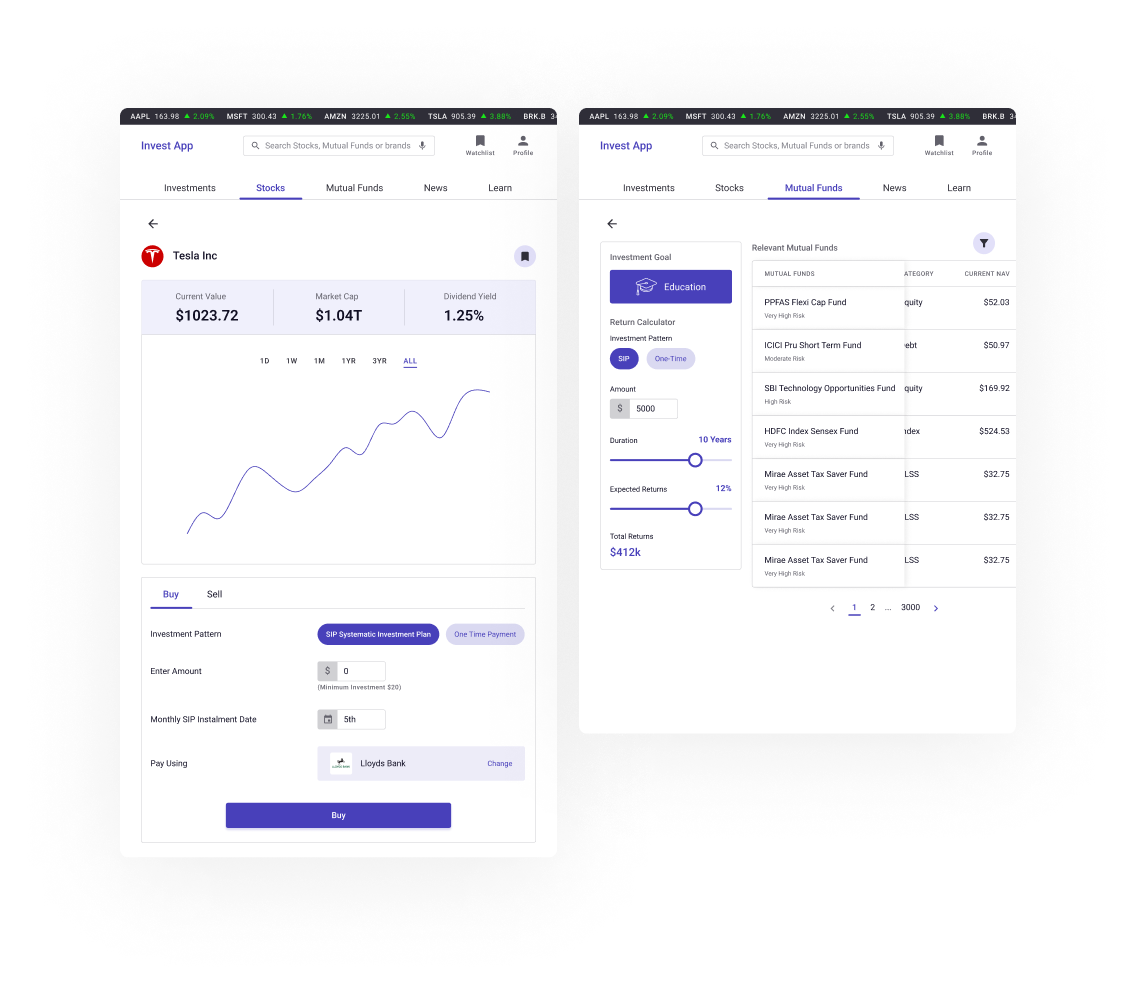 AAPL 163.98 ▲ 2.09% MSFT 300.43 ▲ 1.76% AMZN 3225.01 ▲ 2.55% TSLA 905.39 ▲ 3.88% BRK.B
Invest App
Search Stocks, Mutual Funds or brands
Watchlist
Profile
Investments Stocks Mutual Funds News Learn
Tesla Inc
Current Value Market Cap Dividend Yield
$1023.72 $1.04T 1.25%
1D 1W 1M 1YR 3YR ALL
Buy Sell
Investment Pattern SIP Systematic Investment Plan One Time Payment
Enter Amount $ 0
(Minimum Investment $20)
Monthly SIP Instalment Date 5th
Pay Using LLOYDS BANK Lloyds Bank Change
Buy
AAPL 163.98 ▲ 2.09% MSFT 300.43 ▲ 1.76% AMZN 3225.01 ▲ 2.55% TSLA 905.39 ▲ 3.88% BRK.B
Invest App
Search Stocks, Mutual Funds or brands
Watchlist
Profile
Investments Stocks Mutual Funds News Learn
Investment Goal
Education
Return Calculator
Investment Pattern
SIP One-Time
Amount
$ 5000
Duration 10 Years
Expected Returns 12%
Total Returns
$412k
Relevant Mutual Funds
MUTUAL FUNDS ATEGORY CURRENT NAV
PPFAS Flexi Cap Fund quity $52.03
Very High Risk
ICICI Pru Short Term Fund ebt $50.97
Moderate Risk
SBI Technology Opportunities Fund quity $169.92
High Risk
HDFC Index Sensex Fund ndex $524.53
Very High Risk
Mirae Asset Tax Saver Fund LSS $32.75
Very High Risk
Mirae Asset Tax Saver Fund LSS $32.75
Very High Risk
Mirae Asset Tax Saver Fund LSS $32.75
Very High Risk
1 2 ... 3000